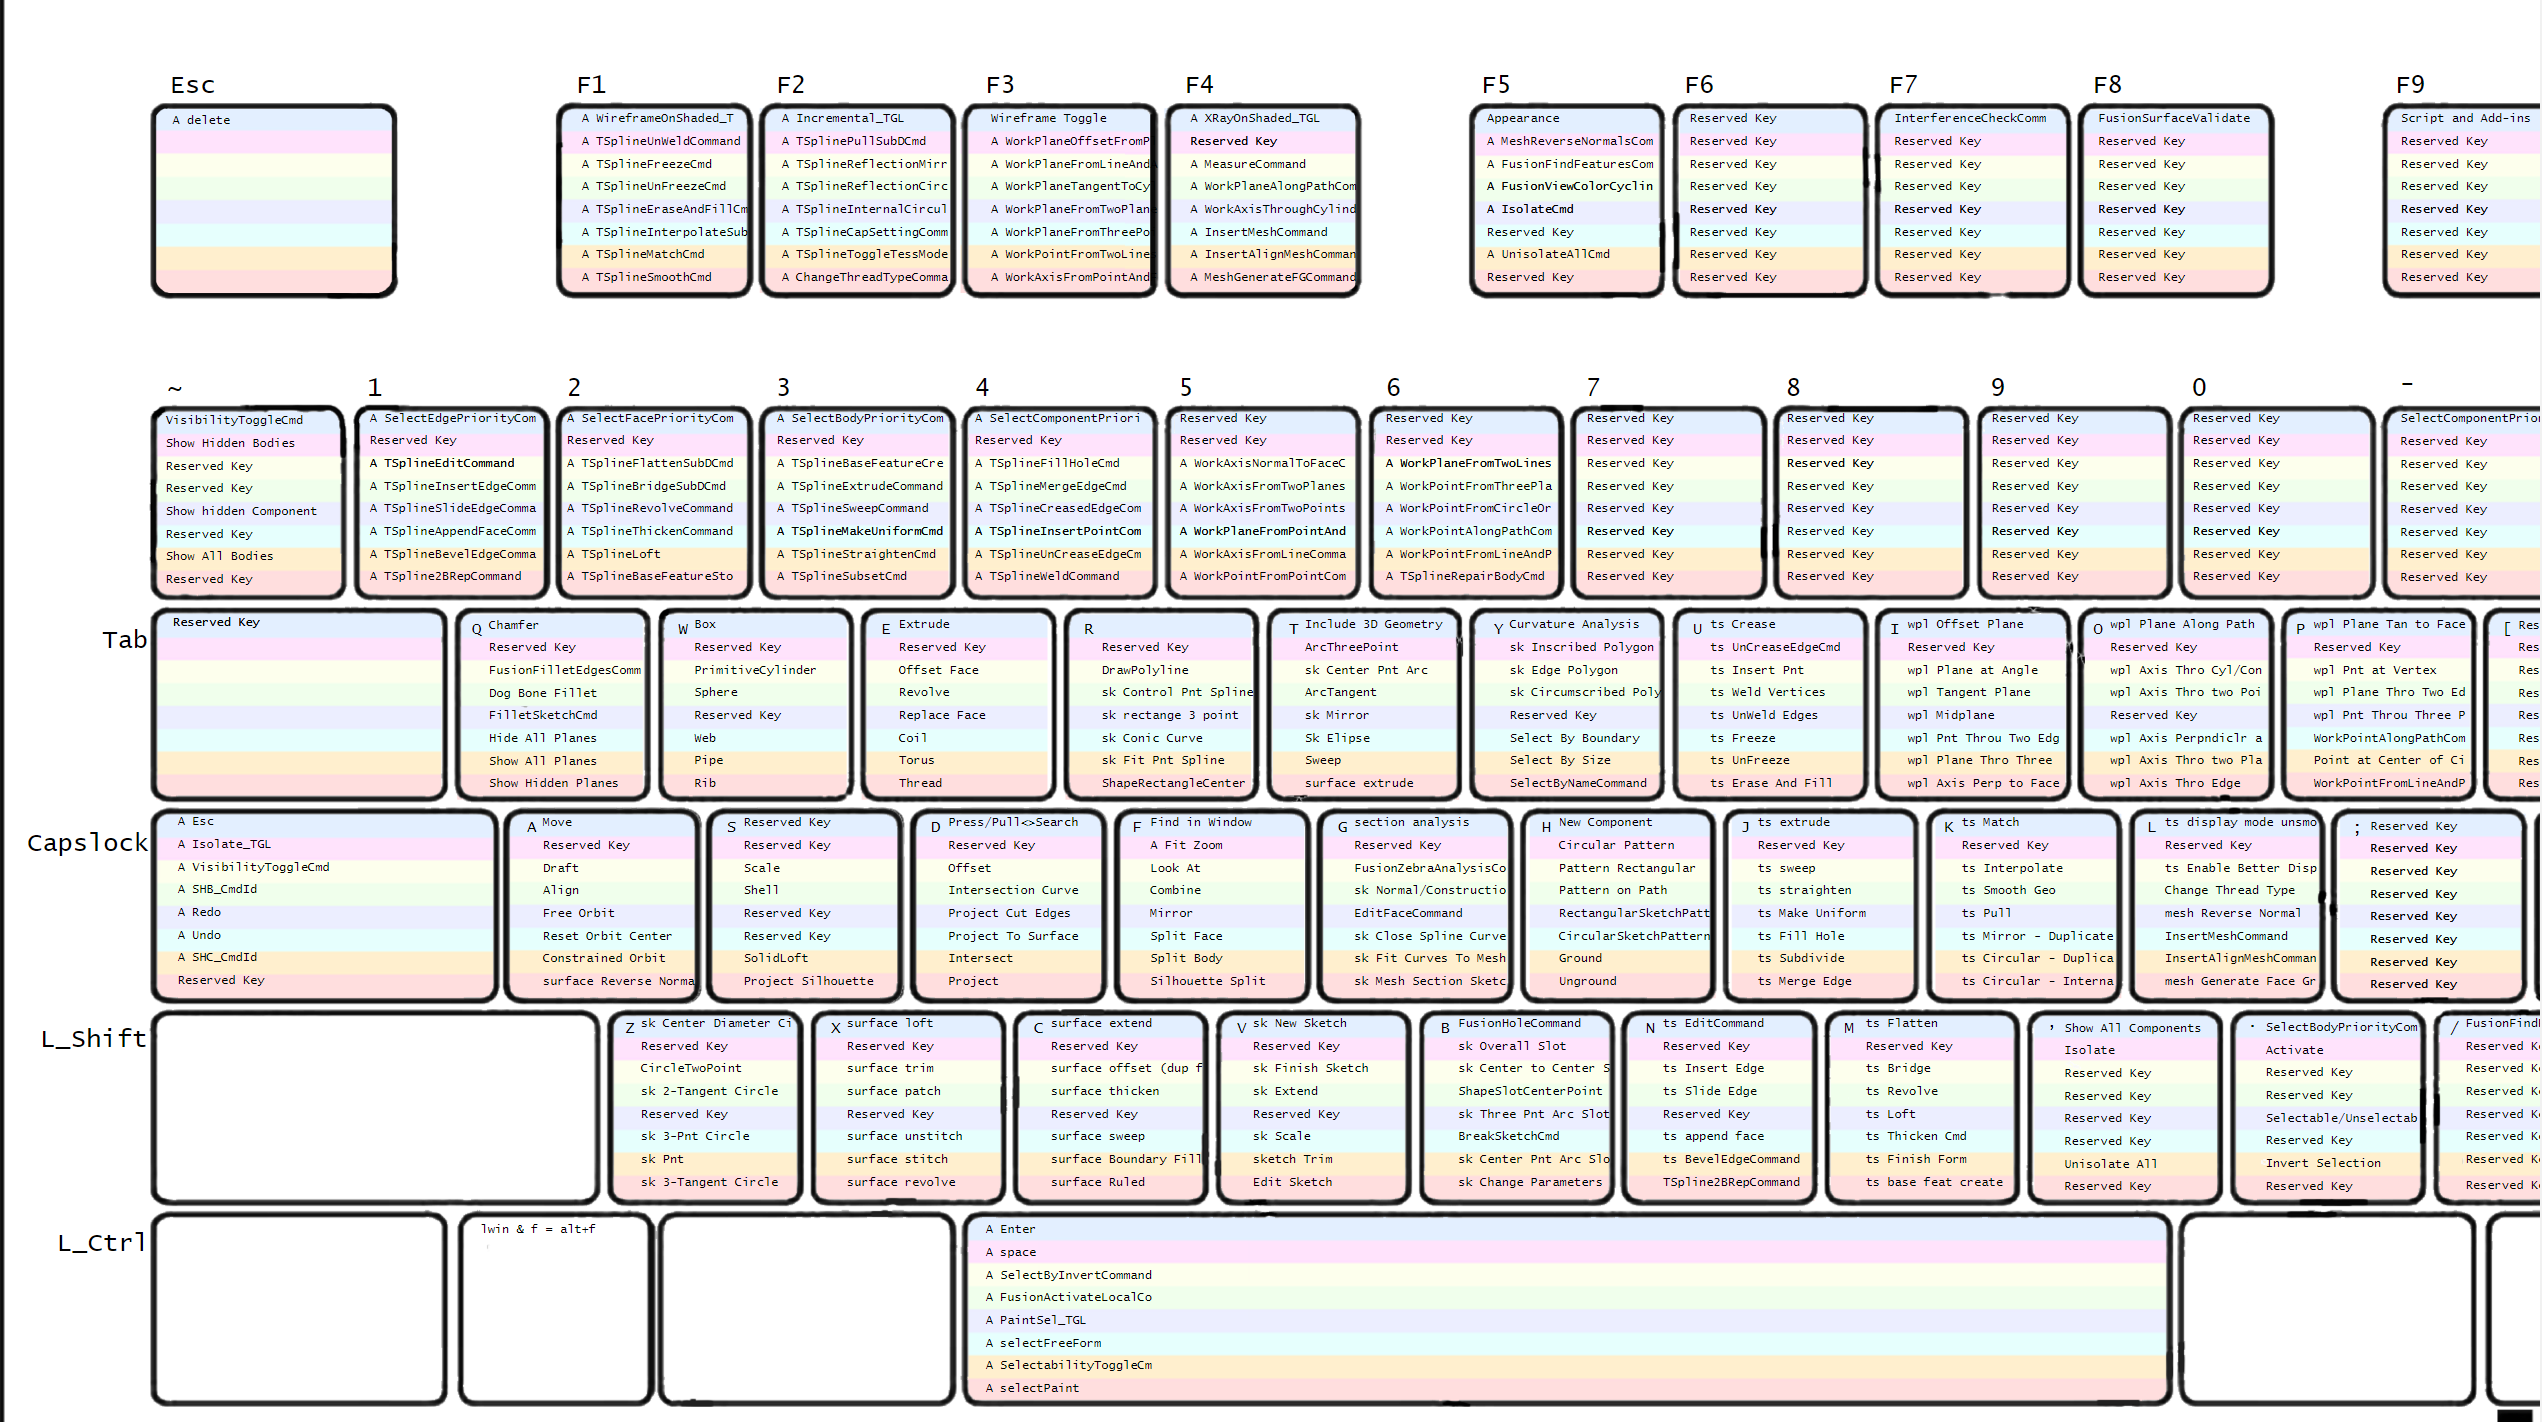 Esc
A delete
F1
A WireframeOnShaded_T
A TSplineUnWeldCommand
A TSplineFreezeCmd
A TSplineUnFreezeCmd
A TSplineEraseAndFillCm
A TSplineInterpolateSub
A TSplineMatchCmd
A TSplineSmoothCmd
F2
A Incremental_TGL
A TSplinePullSubDCmd
A TSplineReflectionMirr
A TSplineReflectionCirc
A TSplineInternalCircul
A TSplineCapSettingComm
A TSplineToggleTessMode
A ChangeThreadTypeComma
F3
Wireframe Toggle
A WorkPlaneOffsetFromP
A WorkPlaneFromLineAnd
A WorkPlaneTangentToCy
A WorkPlaneFromTwoPlan
A WorkPlaneFromThreePo
A WorkPointFromTwoLine
A WorkAxisFromPointAnd
F4
A XRayOnShaded_TGL
Reserved Key
A MeasureCommand
A WorkPlaneAlongPathCom
A WorkAxisThroughCylind
A InsertMeshCommand
A InsertAlignMeshComman
A MeshGenerateFGCommand
F5
Appearance
A MeshReverseNormalsCom
A FusionFindFeaturesCom
A FusionViewColorCyclin
A IsolateCmd
Reserved Key
A UnisolateAllCmd
Reserved Key
F6
Reserved Key
Reserved Key
Reserved Key
Reserved Key
Reserved Key
Reserved Key
Reserved Key
Reserved Key
F7
InterferenceCheckComm
Reserved Key
Reserved Key
Reserved Key
Reserved Key
Reserved Key
Reserved Key
Reserved Key
F8
FusionSurfaceValidate
Reserved Key
Reserved Key
Reserved Key
Reserved Key
Reserved Key
Reserved Key
Reserved Key
F9
Script and Add-ins
Reserved Key
Reserved Key
Reserved Key
Reserved Key
Reserved Key
Reserved Key
Reserved Key
~
VisibilityToggleCmd
Show Hidden Bodies
Reserved Key
Reserved Key
Show hidden Component
Reserved Key
Show All Bodies
Reserved Key
1
A SelectEdgePriorityCom
Reserved Key
A TSplineEditCommand
A TSplineInsertEdgeComm
A TSplineSlideEdgeComma
A TSplineAppendFaceComm
A TSplineBevelEdgeComma
A TSpline2BRepCommand
2
A SelectFacePriorityCom
Reserved Key
A TSplineFlattenSubDCmd
A TSplineBridgeSubDCmd
A TSplineRevolveCommand
A TSplineThickenCommand
A TSplineLoft
A TSplineBaseFeatureSto
3
A SelectBodyPriorityCom
Reserved Key
A TSplineBaseFeatureCre
A TSplineExtrudeCommand
A TSplineSweepCommand
A TSplineMakeUniformCmd
A TSplineStraightenCmd
A TSplineSubsetCmd
4
A SelectComponentPriori
Reserved Key
A TSplineFillHoleCmd
A TSplineMergeEdgeCmd
A TSplineCreasedEdgeCom
A TSplineInsertPointCom
A TSplineUnCreaseEdgeCm
A TSplineWeldCommand
5
Reserved Key
Reserved Key
A WorkAxisNormalToFaceC
A WorkAxisFromTwoPlanes
A WorkAxisFromTwoPoints
A WorkPlaneFromPointAnd
A WorkAxisFromLineComma
A WorkPointFromPointCom
6
Reserved Key
Reserved Key
A WorkPlaneFromTwoLines
A WorkPointFromThreePla
A WorkPointFromCircleOr
A WorkPointAlongPathCom
A WorkPointFromLineAndP
A TSplineRepairBodyCmd
7
Reserved Key
Reserved Key
Reserved Key
Reserved Key
Reserved Key
Reserved Key
Reserved Key
Reserved Key
8
Reserved Key
Reserved Key
Reserved Key
Reserved Key
Reserved Key
Reserved Key
Reserved Key
Reserved Key
9
Reserved Key
Reserved Key
Reserved Key
Reserved Key
Reserved Key
Reserved Key
Reserved Key
Reserved Key
0
Reserved Key
Reserved Key
Reserved Key
Reserved Key
Reserved Key
Reserved Key
Reserved Key
Reserved Key
-
SelectComponentPrior
Reserved Key
Reserved Key
Reserved Key
Reserved Key
Reserved Key
Reserved Key
Reserved Key
Tab
Reserved Key
Q Chamfer
Reserved Key
FusionFilletEdgesComm
Dog Bone Fillet
FilletSketchCmd
Hide All Planes
Show All Planes
Show Hidden Planes
W Box
Reserved Key
PrimitiveCylinder
Sphere
Reserved Key
Web
Pipe
Rib
E Extrude
Reserved Key
Offset Face
Revolve
Replace Face
Coil
Torus
Thread
R
Reserved Key
DrawPolyline
sk Control Pnt Spline
sk rectange 3 point
sk Conic Curve
sk Fit Pnt Spline
ShapeRectangleCenter
T Include 3D Geometry
ArcThreePoint
sk Center Pnt Arc
ArcTangent
sk Mirror
Sk Elipse
Sweep
surface extrude
Y Curvature Analysis
sk Inscribed Polygon
sk Edge Polygon
sk Circumscribed Poly
Reserved Key
Select By Boundary
Select By Size
SelectByNameCommand
U ts Crease
ts UnCreaseEdgeCmd
ts Insert Pnt
ts Weld Vertices
ts UnWeld Edges
ts Freeze
ts UnFreeze
ts Erase And Fill
I wpl Offset Plane
Reserved Key
wpl Plane at Angle
wpl Tangent Plane
wpl Midplane
wpl Pnt Throu Two Edg
wpl Plane Thro Three
wpl Axis Perp to Face
O wpl Plane Along Path
Reserved Key
wpl Axis Thro Cyl/Con
wpl Axis Thro two Poi
Reserved Key
wpl Axis Perpndiclr a
wpl Axis Thro two Pla
wpl Axis Thro Edge
P wpl Plane Tan to Face
Reserved Key
wpl Pnt at Vertex
wpl Plane Thro Two Ed
wpl Pnt Throu Three P
WorkPointAlongPathCom
Point at Center of Ci
WorkPointFromLineAndP
[ Res
Res
Res
Res
Res
Res
Res
Res
Capslock
A Esc
A Isolate_TGL
A VisibilityToggleCmd
A SHB_CmdId
A Redo
A Undo
A SHC_CmdId
Reserved Key
A Move
Reserved Key
Draft
Align
Free Orbit
Reset Orbit Center
Constrained Orbit
surface Reverse Norma
S Reserved Key
Reserved Key
Scale
Shell
Reserved Key
Reserved Key
SolidLoft
Project Silhouette
D Press/Pull<>Search
Reserved Key
Offset
Intersection Curve
Project Cut Edges
Project To Surface
Intersect
Project
F Find in Window
A Fit Zoom
Look At
Combine
Mirror
Split Face
Split Body
Silhouette Split
G section analysis
Reserved Key
FusionZebraAnalysisCo
sk Normal/Constructio
EditFaceCommand
sk Close Spline Curve
sk Fit Curves To Mesh
sk Mesh Section Sketc
H New Component
Circular Pattern
Pattern Rectangular
Pattern on Path
RectangularSketchPatt
CircularSketchPattern
Ground
Unground
J ts extrude
Reserved Key
ts sweep
ts straighten
ts Make Uniform
ts Fill Hole
ts Subdivide
ts Merge Edge
K ts Match
Reserved Key
ts Interpolate
ts Smooth Geo
ts Pull
ts Mirror - Duplicate
ts Circular - Duplica
ts Circular - Interna
L ts display mode unsmo
Reserved Key
ts Enable Better Disp
Change Thread Type
mesh Reverse Normal
InsertMeshCommand
InsertAlignMeshComman
mesh Generate Face Gr
; Reserved Key
Reserved Key
Reserved Key
Reserved Key
Reserved Key
Reserved Key
Reserved Key
Reserved Key
L_Shift
Z sk Center Diameter Ci
Reserved Key
CircleTwoPoint
sk 2-Tangent Circle
Reserved Key
sk 3-Pnt Circle
sk Pnt
sk 3-Tangent Circle
X surface loft
Reserved Key
surface trim
surface patch
Reserved Key
surface unstitch
surface stitch
surface revolve
C surface extend
Reserved Key
surface offset (dup f
surface thicken
Reserved Key
surface sweep
surface Boundary Fill
surface Ruled
V sk New Sketch
Reserved Key
sk Finish Sketch
sk Extend
Reserved Key
sk Scale
sketch Trim
Edit Sketch
B FusionHoleCommand
sk Overall Slot
sk Center to Center S
ShapeSlotCenterPoint
sk Three Pnt Arc Slot
BreakSketchCmd
sk Center Pnt Arc Slo
sk Change Parameters
N ts EditCommand
Reserved Key
ts Insert Edge
ts Slide Edge
Reserved Key
ts append face
ts BevelEdgeCommand
TSpline2BRepCommand
M ts Flatten
Reserved Key
ts Bridge
ts Revolve
ts Loft
ts Thicken Cmd
ts Finish Form
ts base feat create
, Show All Components
Isolate
Reserved Key
Reserved Key
Reserved Key
Reserved Key
Unisolate All
Reserved Key
. SelectBodyPriorityCom
Activate
Reserved Key
Reserved Key
Selectable/Unselectab
Reserved Key
Invert Selection
Reserved Key
/ FusionFind
Reserved K
Reserved K
Reserved K
Reserved K
Reserved K
Reserved K
Reserved K
L_Ctrl
lwin & f = alt+f
A Enter
A space
A SelectByInvertCommand
A FusionActivateLocalCo
A PaintSel_TGL
A selectFreeForm
A SelectabilityToggleCm
A selectPaint